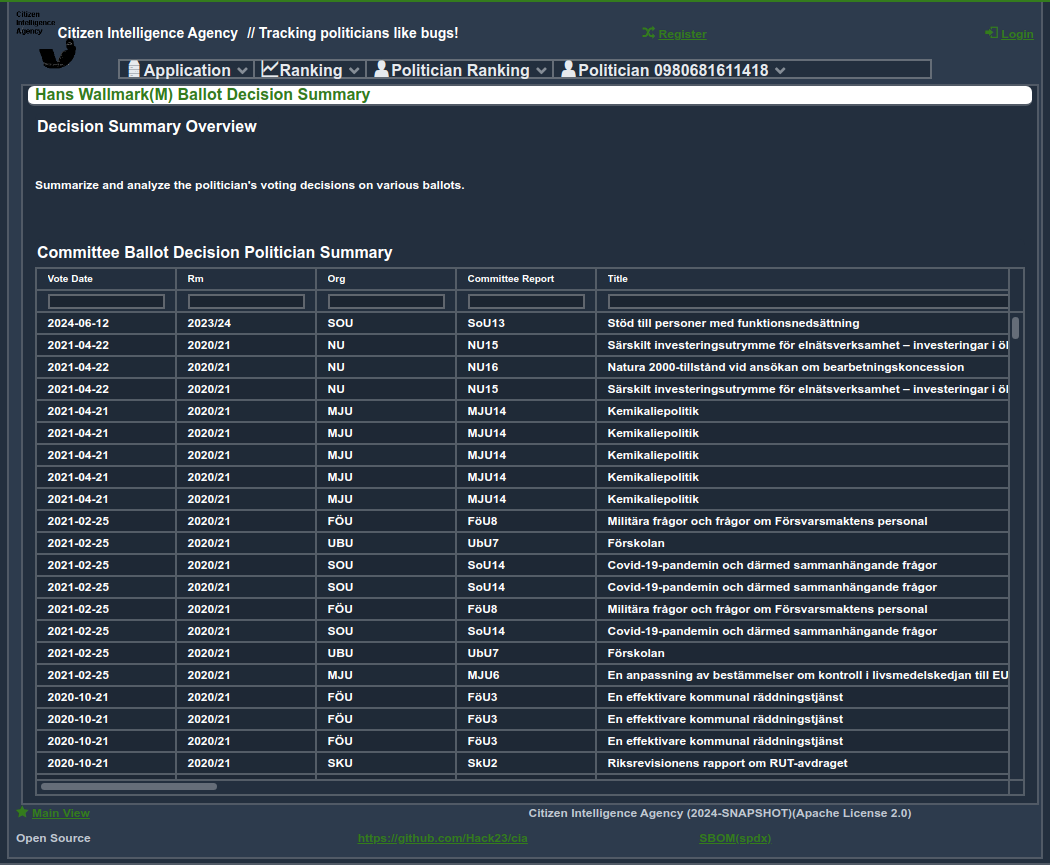 Citizen
Intelligence
Agency
Citizen Intelligence Agency // Tracking politicians like bugs!
Register
Login
Application Ranking Politician Ranking Politician 0980681611418
Hans Wallmark(M) Ballot Decision Summary
Decision Summary Overview
Summarize and analyze the politician's voting decisions on various ballots.
Committee Ballot Decision Politician Summary
Vote Date Rm Org Committee Report Title
2024-06-12 2023/24 SOU SoU13 Stöd till personer med funktionsnedsättning
2021-04-22 2020/21 NU NU15 Särskilt investeringsutrymme för elnätsverksamhet – investeringar i öl
2021-04-22 2020/21 NU NU16 Natura 2000-tillstånd vid ansökan om bearbetningskoncession
2021-04-22 2020/21 NU NU15 Särskilt investeringsutrymme för elnätsverksamhet – investeringar i öl
2021-04-21 2020/21 MJU MJU14 Kemikaliepolitik
2021-04-21 2020/21 MJU MJU14 Kemikaliepolitik
2021-04-21 2020/21 MJU MJU14 Kemikaliepolitik
2021-04-21 2020/21 MJU MJU14 Kemikaliepolitik
2021-04-21 2020/21 MJU MJU14 Kemikaliepolitik
2021-02-25 2020/21 FÖU FöU8 Militära frågor och frågor om Försvarsmaktens personal
2021-02-25 2020/21 UBU UbU7 Förskolan
2021-02-25 2020/21 SOU SoU14 Covid-19-pandemin och därmed sammanhängande frågor
2021-02-25 2020/21 SOU SoU14 Covid-19-pandemin och därmed sammanhängande frågor
2021-02-25 2020/21 FÖU FöU8 Militära frågor och frågor om Försvarsmaktens personal
2021-02-25 2020/21 SOU SoU14 Covid-19-pandemin och därmed sammanhängande frågor
2021-02-25 2020/21 UBU UbU7 Förskolan
2021-02-25 2020/21 MJU MJU6 En anpassning av bestämmelser om kontroll i livsmedelskedjan till EU
2020-10-21 2020/21 FÖU FöU3 En effektivare kommunal räddningstjänst
2020-10-21 2020/21 FÖU FöU3 En effektivare kommunal räddningstjänst
2020-10-21 2020/21 FÖU FöU3 En effektivare kommunal räddningstjänst
2020-10-21 2020/21 SKU SkU2 Riksrevisionens rapport om RUT-avdraget
Main View
Citizen Intelligence Agency (2024-SNAPSHOT)(Apache License 2.0)
Open Source
https://github.com/Hack23/cia
SBOM(spdx)